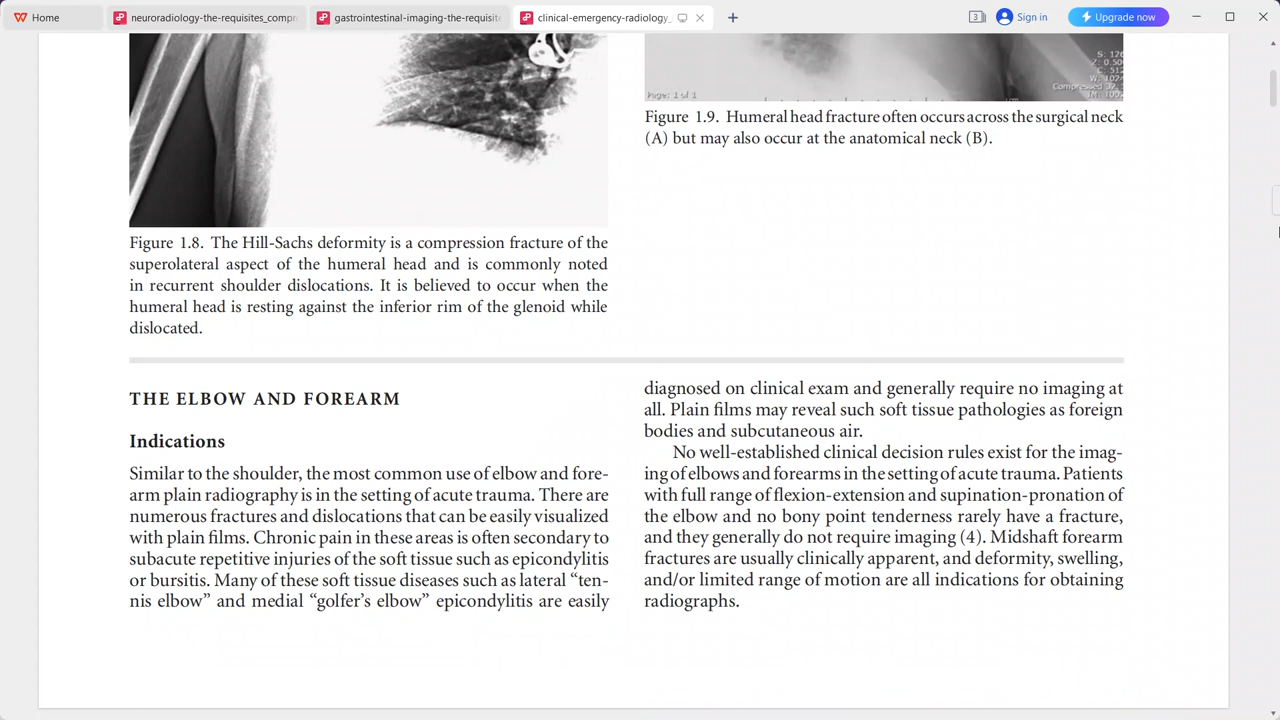 Home
neuroradiology-the-requisites_compr
gastrointestinal-imaging-the-requisite
clinical-emergency-radiology_
3
Sign in
Upgrade now
Page: 1 of 1
S: 126
Z: 0.50
C: 512
W: 102
Compressed
Figure 1.9. Humeral head fracture often occurs across the surgical neck
(A) but may also occur at the anatomical neck (B).
Figure 1.8. The Hill-Sachs deformity is a compression fracture of the
superolateral aspect of the humeral head and is commonly noted
in recurrent shoulder dislocations. It is believed to occur when the
humeral head is resting against the inferior rim of the glenoid while
dislocated.
THE ELBOW AND FOREARM
Indications
Similar to the shoulder, the most common use of elbow and fore-
arm plain radiography is in the setting of acute trauma. There are
numerous fractures and dislocations that can be easily visualized
with plain films. Chronic pain in these areas is often secondary to
subacute repetitive injuries of the soft tissue such as epicondylitis
or bursitis. Many of these soft tissue diseases such as lateral “ten-
nis elbow” and medial “golfer’s elbow” epicondylitis are easily
diagnosed on clinical exam and generally require no imaging at
all. Plain films may reveal such soft tissue pathologies as foreign
bodies and subcutaneous air.
No well-established clinical decision rules exist for the imag-
ing of elbows and forearms in the setting of acute trauma. Patients
with full range of flexion-extension and supination-pronation of
the elbow and no bony point tenderness rarely have a fracture,
and they generally do not require imaging (4). Midshaft forearm
fractures are usually clinically apparent, and deformity, swelling,
and/or limited range of motion are all indications for obtaining
radiographs.